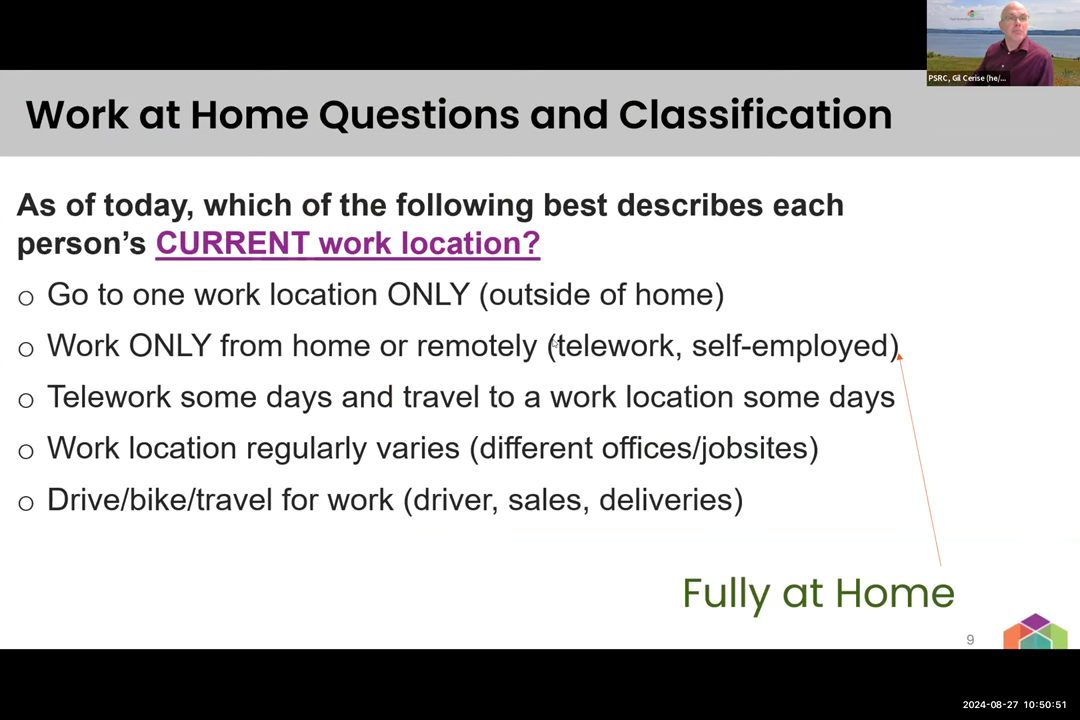 PSRC, Gil Cerise (he/...
Work at Home Questions and Classification
As of today, which of the following best describes each
person’s CURRENT work location?
o Go to one work location ONLY (outside of home)
o Work ONLY from home or remotely (telework, self-employed)
o Telework some days and travel to a work location some days
o Work location regularly varies (different offices/jobsites)
o Drive/bike/travel for work (driver, sales, deliveries)
Fully at Home
9
2024-08-27 10:50:51